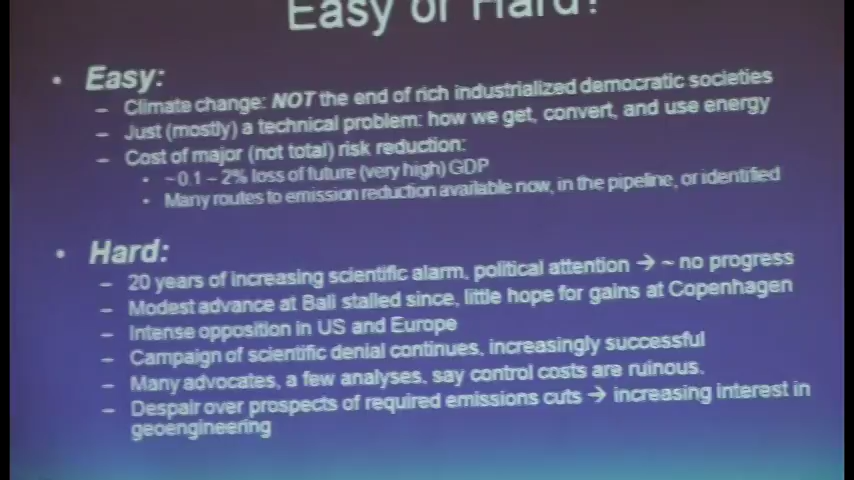 Easy or Hard?
• Easy:
– Climate change: NOT the end of rich industrialized democratic societies
– Just (mostly) a technical problem: how we get, convert, and use energy
– Cost of major (not total) risk reduction:
• ~0.1 – 2% loss of future (very high) GDP
• Many routes to emission reduction available now, in the pipeline, or identified
• Hard:
– 20 years of increasing scientific alarm, political attention → ~ no progress
– Modest advance at Bali stalled since, little hope for gains at Copenhagen
– Intense opposition in US and Europe
– Campaign of scientific denial continues, increasingly successful
– Many advocates, a few analyses, say control costs are ruinous.
– Despair over prospects of required emissions cuts → increasing interest in
geoengineering